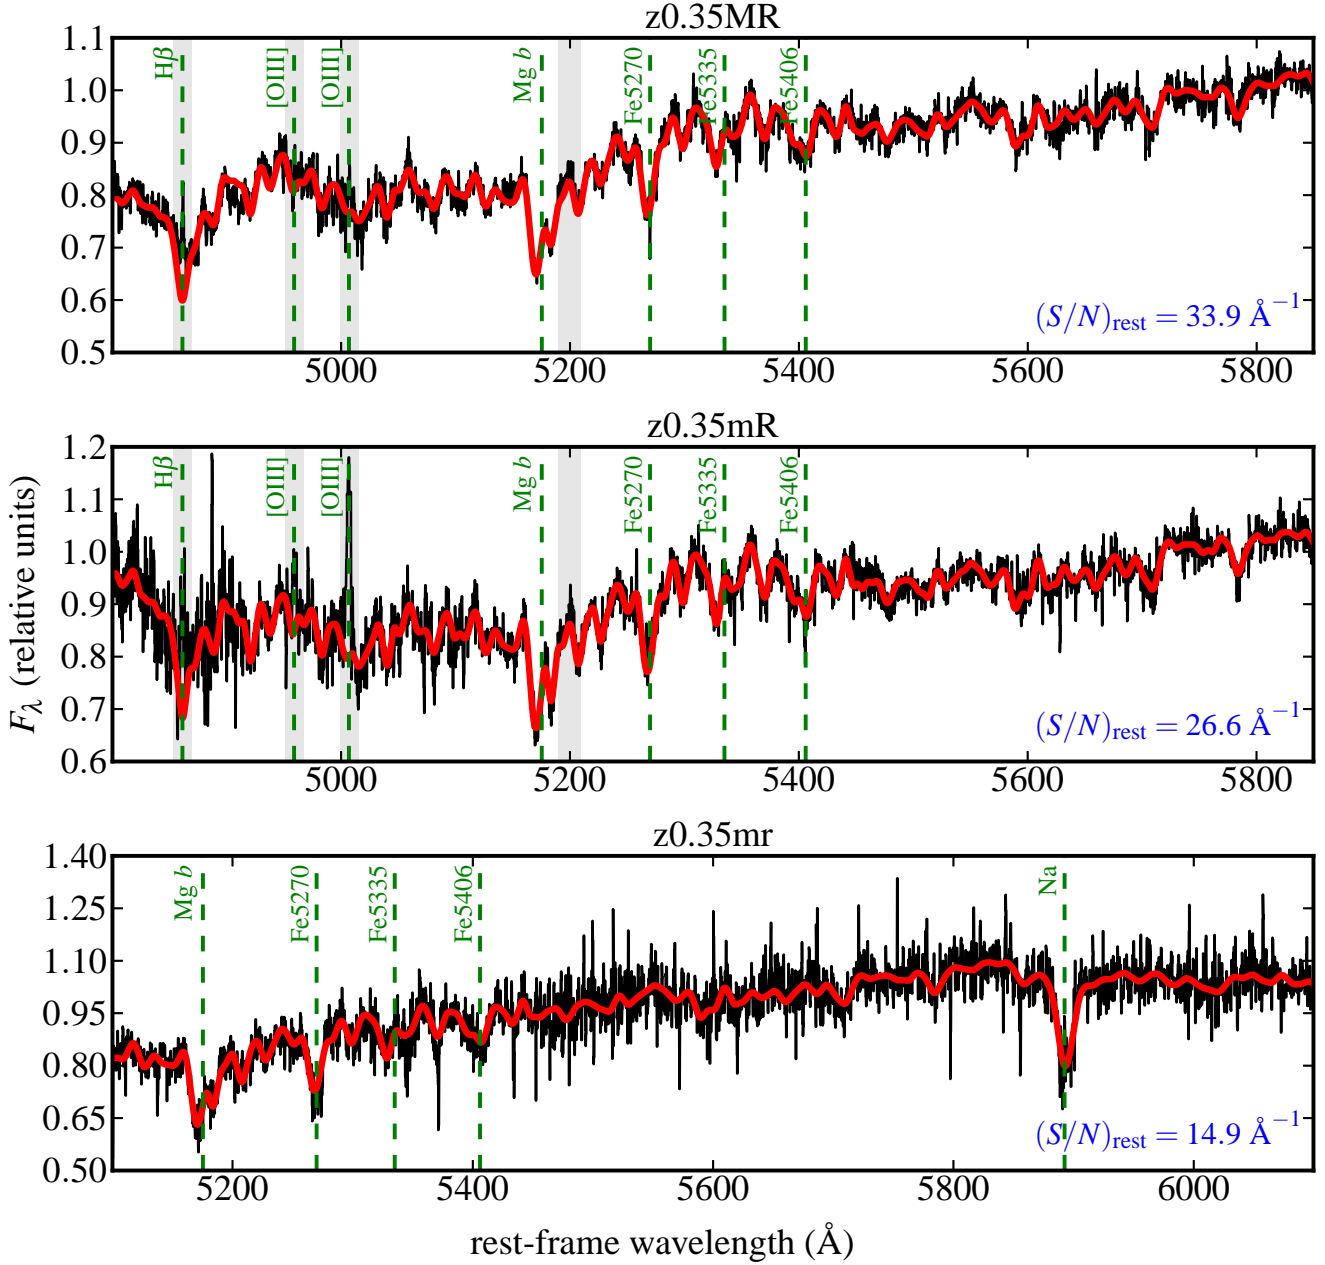 z0.35MR
1.1
1.0
0.9
0.8
0.7
0.6
0.5
Hβ
[OIII]
[OIII]
Mg b
Fe5270
Fe5335
Fe5406
(S/N)rest = 33.9 Å−1
5000 5200 5400 5600 5800
z0.35mR
1.2
1.1
1.0
0.9
0.8
0.7
0.6
Hβ
[OIII]
[OIII]
Mg b
Fe5270
Fe5335
Fe5406
(S/N)rest = 26.6 Å−1
5000 5200 5400 5600 5800
Fλ (relative units)
z0.35mr
1.40
1.25
1.10
0.95
0.80
0.65
0.50
Mg b
Fe5270
Fe5335
Fe5406
Na
(S/N)rest = 14.9 Å−1
5200 5400 5600 5800 6000
rest-frame wavelength (Å)